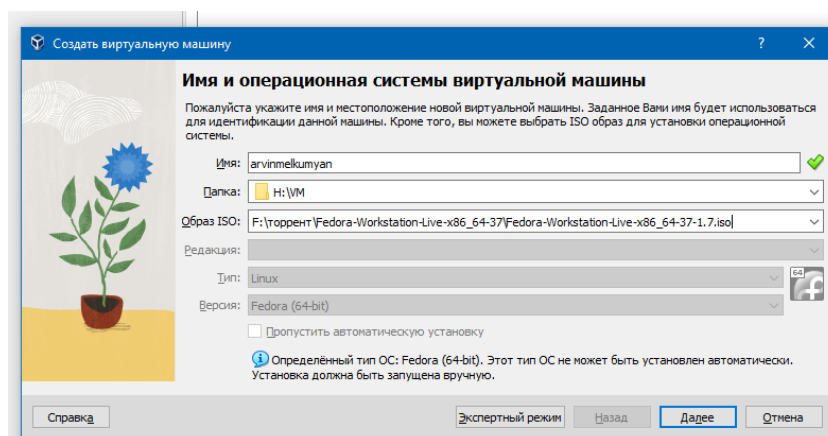 Создать виртуальную машину
?
Имя и операционная системы виртуальной машины
Пожалуйста укажите имя и местоположение новой виртуальной машины. Заданное Вами имя будет использоваться
для идентификации данной машины. Кроме того, вы можете выбрать ISO образ для установки операционной
системы.
Имя: arvinmelkumyan
Папка: H:\VM
Образ ISO: F:\торрент\Fedora-Workstation-Live-x86_64-37\Fedora-Workstation-Live-x86_64-37-1.7.iso
Редакция:
Тип: Linux
64
Версия: Fedora (64-bit)
Пропустить автоматическую установку
Определённый тип ОС: Fedora (64-bit). Этот тип ОС не может быть установлен автоматически.
Установка должна быть запущена вручную.
Справка Экспертный режим Назад Далее Отмена